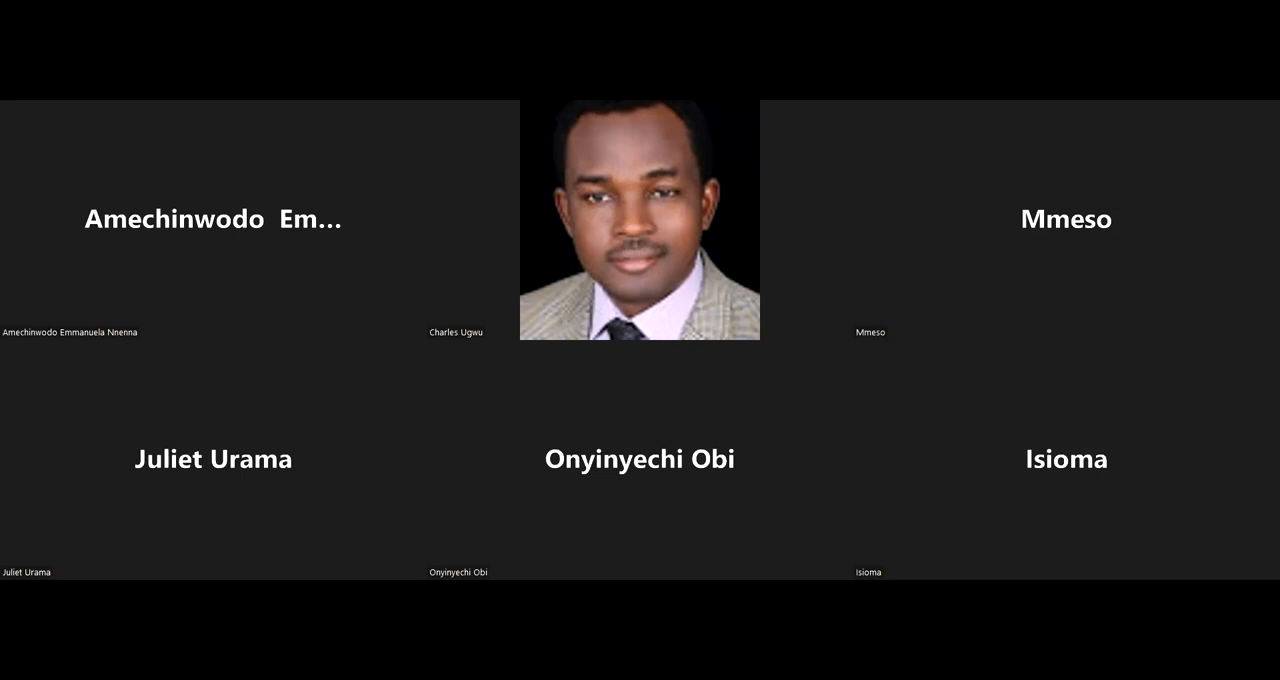 Amechinwodo  Em...
Mmeso
Amechinwodo Emmanuela Nnenna
Charles Ugwu
Mmeso
Juliet Urama
Onyinyechi Obi
Isioma
Juliet Urama
Onyinyechi Obi
Isioma